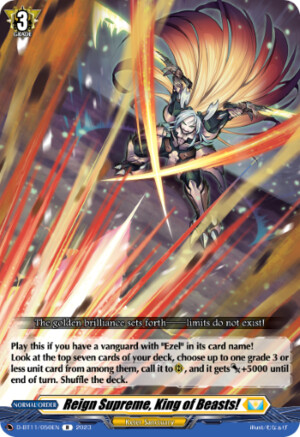 3
GRADE
The golden brilliance sets forth——limits do not exist!
Play this if you have a vanguard with "Ezel" in its card name!
Look at the top seven cards of your deck, choose up to one grade 3 or
less unit card from among them, call it to , and it gets +5000 until
end of turn. Shuffle the deck.
NORMAL ORDER
Reign Supreme, King of Beasts!
D-BT11/056EN R 2023